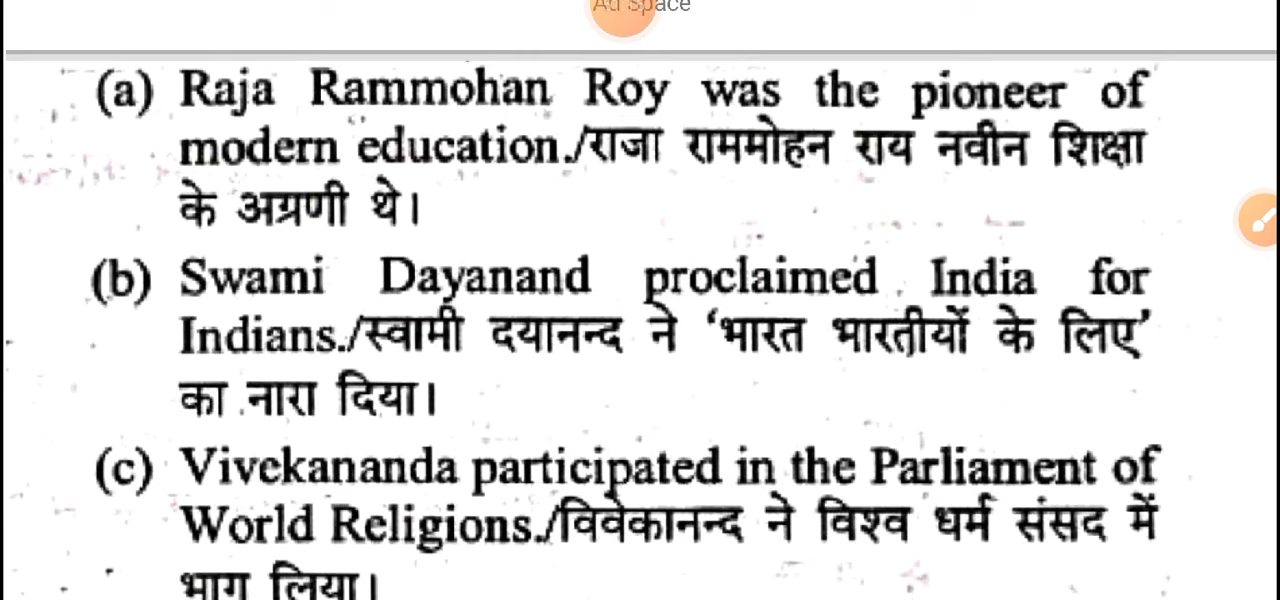 Ad Space
(a) Raja Rammohan Roy was the pioneer of
modern education./राजा राममोहन राय नवीन शिक्षा
के अग्रणी थे।
(b) Swami Dayanand proclaimed India for
Indians./स्वामी दयानन्द ने ‘भारत भारतीयों के लिए’
का नारा दिया।
(c) Vivekananda participated in the Parliament of
World Religions./विवेकानन्द ने विश्व धर्म संसद में
भाग लिया।